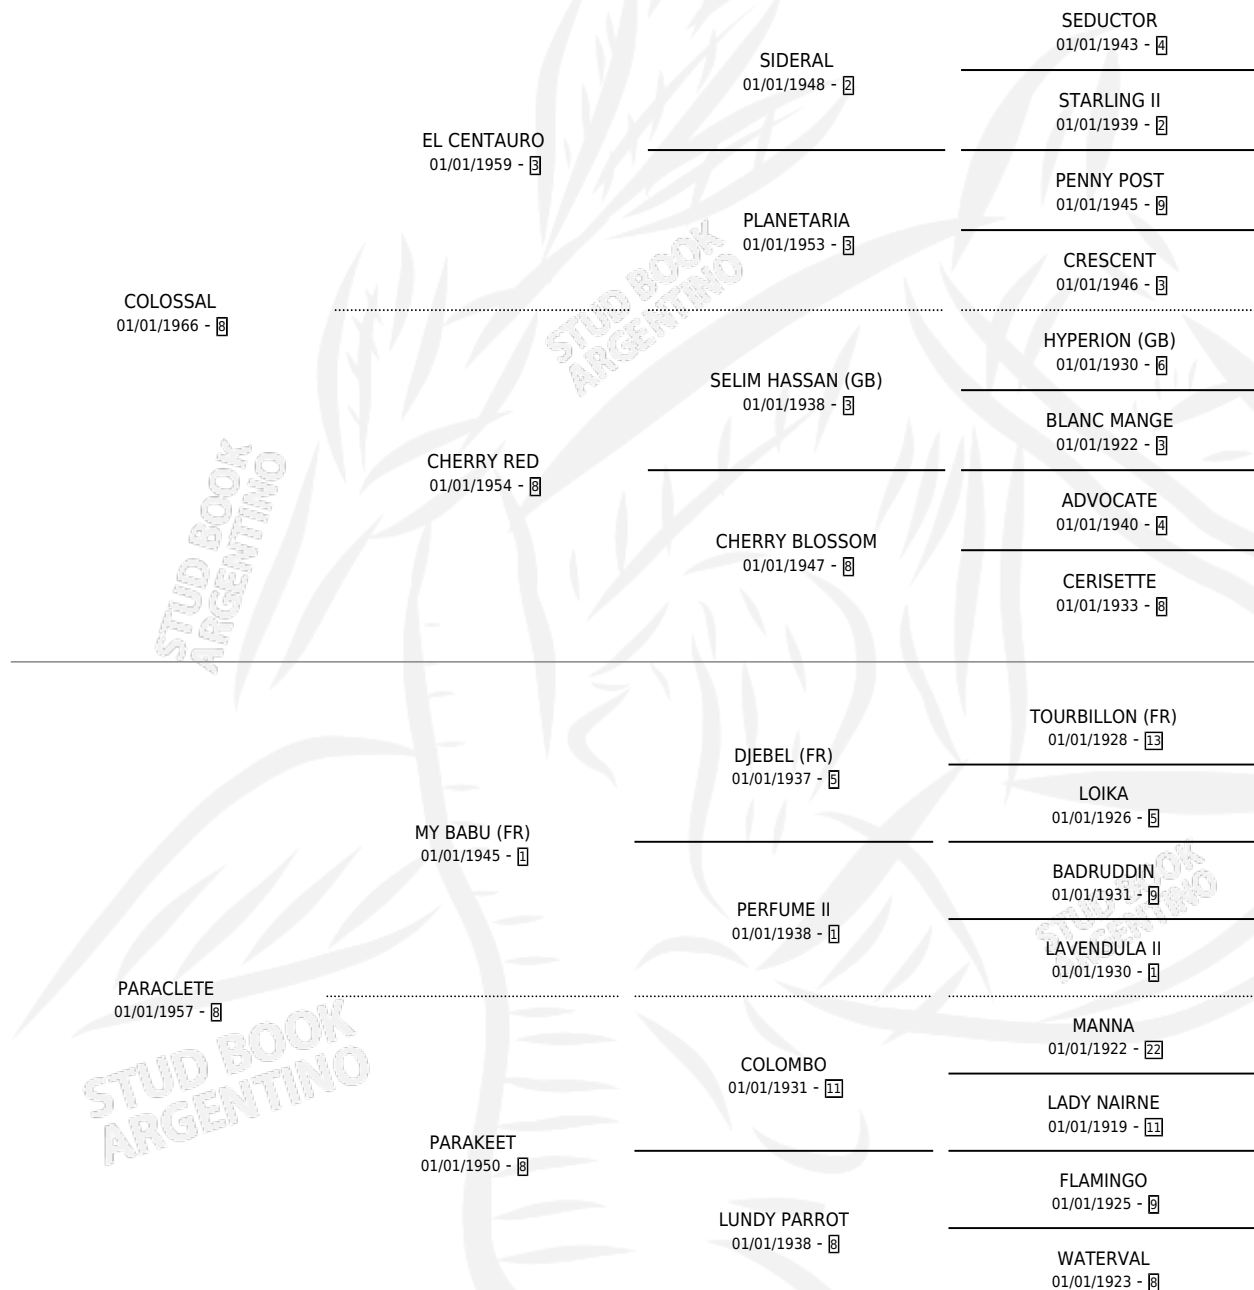 COLOSSAL
01/01/1966 - 8
EL CENTAURO
01/01/1959 - 3
SIDERAL
01/01/1948 - 2
SEDUCTOR
01/01/1943 - 4
STARLING II
01/01/1939 - 2
PLANETARIA
01/01/1953 - 3
PENNY POST
01/01/1945 - 9
CRESCENT
01/01/1946 - 3
CHERRY RED
01/01/1954 - 8
SELIM HASSAN (GB)
01/01/1938 - 3
HYPERION (GB)
01/01/1930 - 6
BLANC MANGE
01/01/1922 - 3
CHERRY BLOSSOM
01/01/1947 - 8
ADVOCATE
01/01/1940 - 4
CERISETTE
01/01/1933 - 8
PARACLETE
01/01/1957 - 8
MY BABU (FR)
01/01/1945 - 1
DJEBEL (FR)
01/01/1937 - 5
TOURBILLON (FR)
01/01/1928 - 13
LOIKA
01/01/1926 - 5
PERFUME II
01/01/1938 - 1
BADRUDDIN
01/01/1931 - 9
LAVENDULA II
01/01/1930 - 1
PARAKEET
01/01/1950 - 8
COLOMBO
01/01/1931 - 11
MANNA
01/01/1922 - 22
LADY NAIRNE
01/01/1919 - 11
LUNDY PARROT
01/01/1938 - 8
FLAMINGO
01/01/1925 - 9
WATERVAL
01/01/1923 - 8
STUD BOOK
ARGENTINO
STUD BOOK
ARGENTINO
STUD BOOK
ARGENTINO
STUD BOOK
ARGENTINO